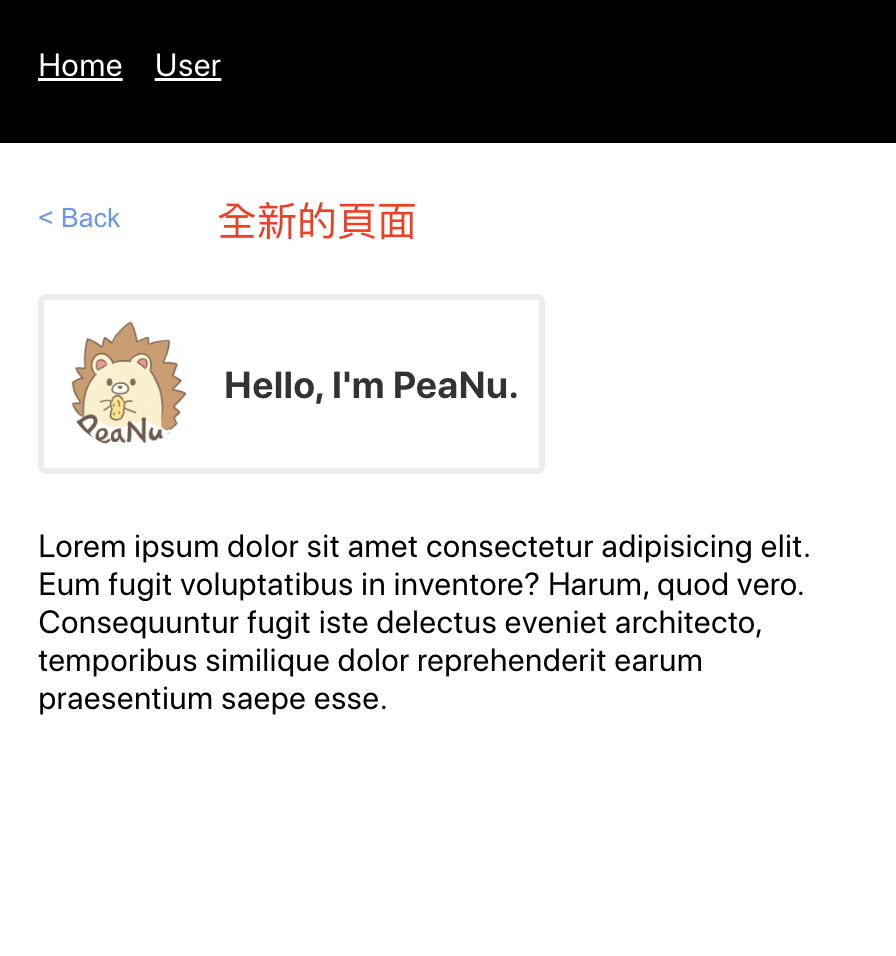 Home User
< Back 全新的頁面
PeaNu
Hello, I'm PeaNu.
Lorem ipsum dolor sit amet consectetur adipisicing elit.
Eum fugit voluptatibus in inventore? Harum, quod vero.
Consequuntur fugit iste delectus eveniet architecto,
temporibus similique dolor reprehenderit earum
praesentium saepe esse.